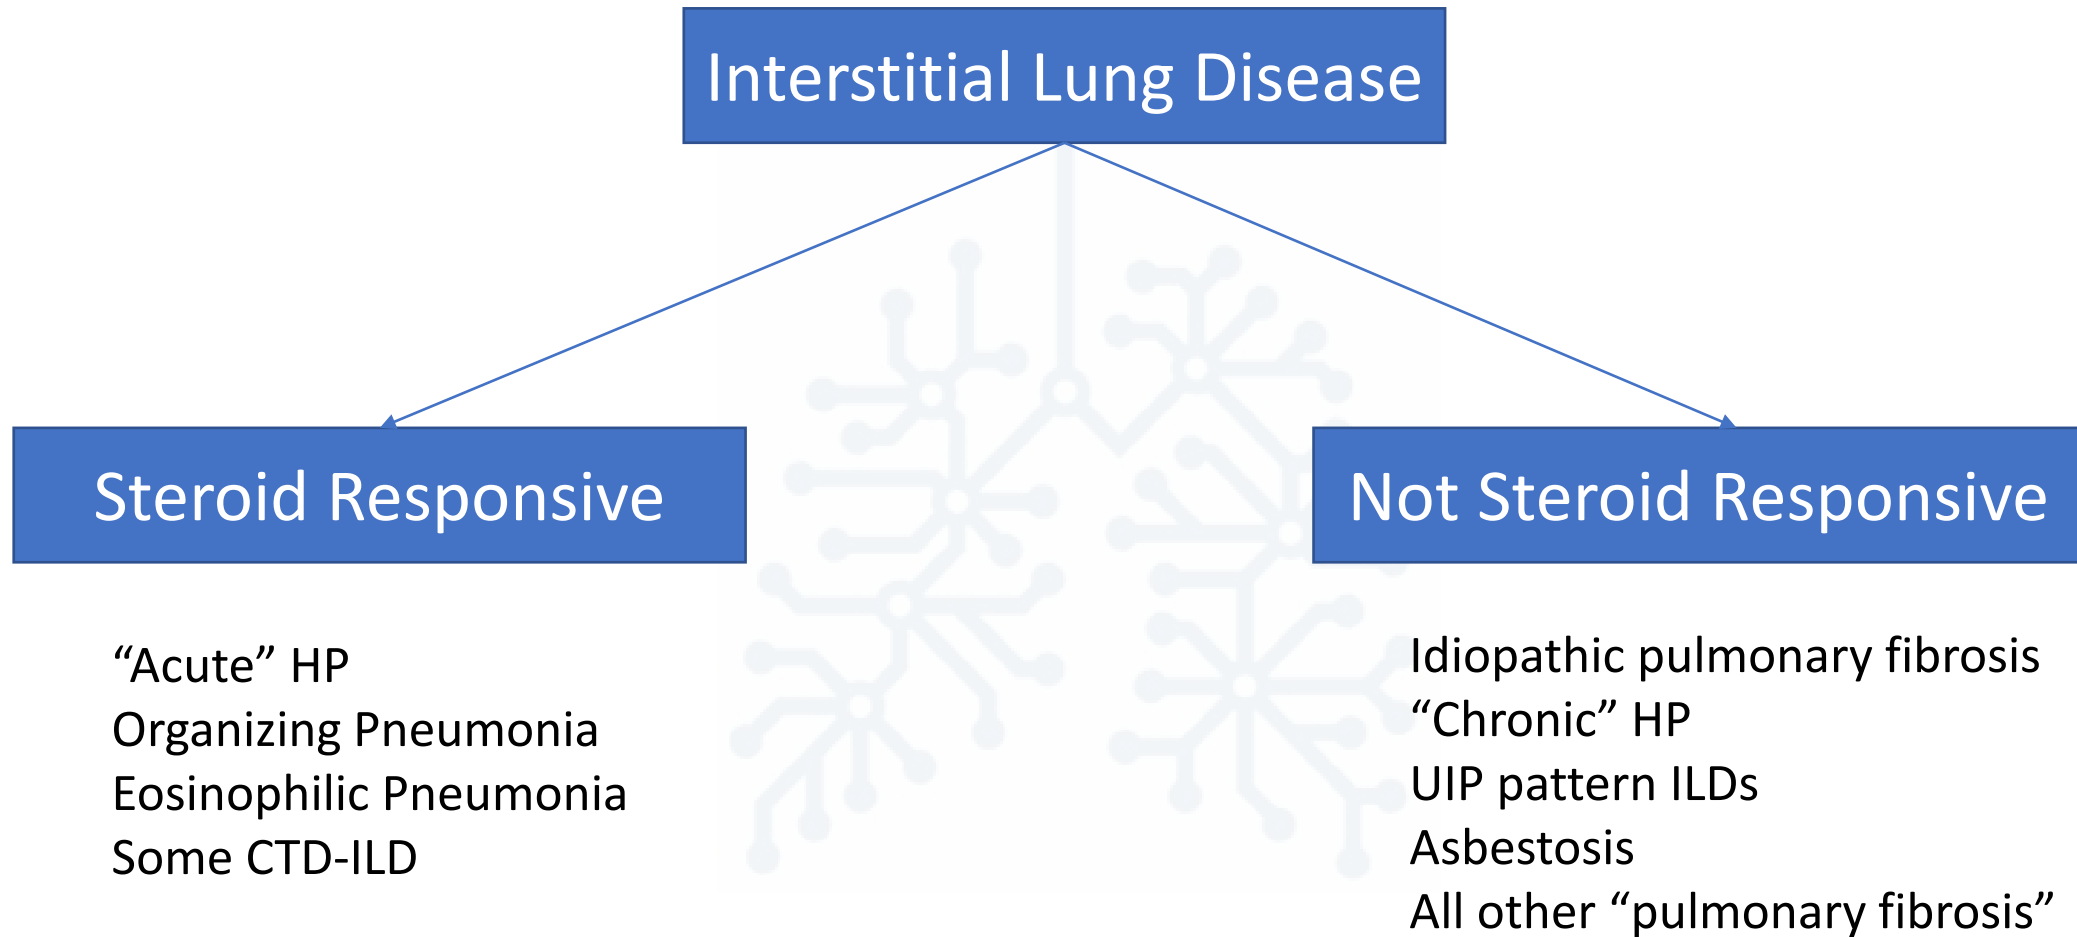 Interstitial Lung Disease
Steroid Responsive
“Acute” HP
Organizing Pneumonia
Eosinophilic Pneumonia
Some CTD-ILD
Not Steroid Responsive
Idiopathic pulmonary fibrosis
“Chronic” HP
UIP pattern ILDs
Asbestosis
All other “pulmonary fibrosis”